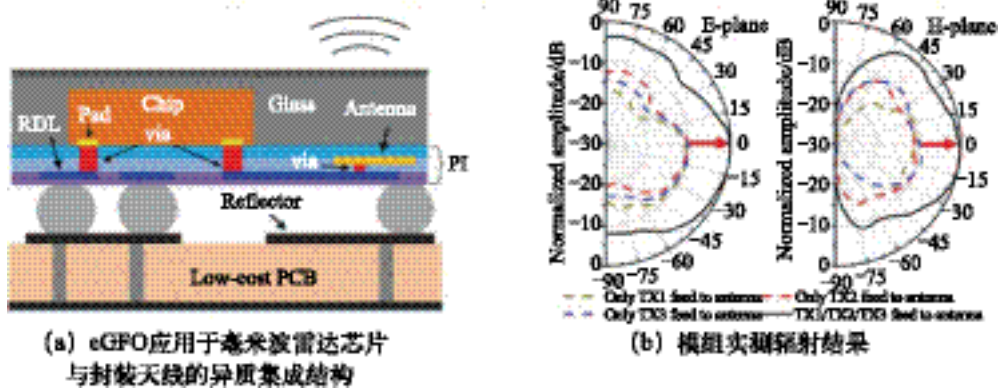 Chip
Glass
Antenna
Pad
RDL
via
via
PI
Reflector
Low-cost PCB
(a) eGFO应用于毫米波雷达芯片
与封装天线的异质集成结构
90
75
60
45
30
15
0
-15
-30
-45
-60
-75
-90
E-plane
Normalized amplitude/dB
0
-10
-20
-30
-20
-10
0
90
75
60
45
30
15
0
-15
-30
-45
-60
-75
-90
H-plane
Normalized amplitude/dB
0
-10
-20
-30
-20
-10
0
Only TX1 feed to antenna
Only TX2 feed to antenna
Only TX3 feed to antenna
TX1/TX2/TX3 feed to antenna
(b) 模组实测辐射结果